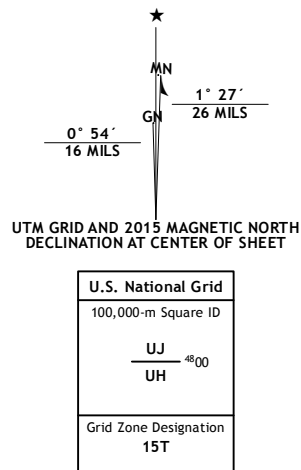 ★
MN
1° 27´
26 MILS
GN
0° 54´
16 MILS
UTM GRID AND 2015 MAGNETIC NORTH
DECLINATION AT CENTER OF SHEET
U.S. National Grid
100,000-m Square ID
UJ
⁴⁸00
UH
Grid Zone Designation
15T